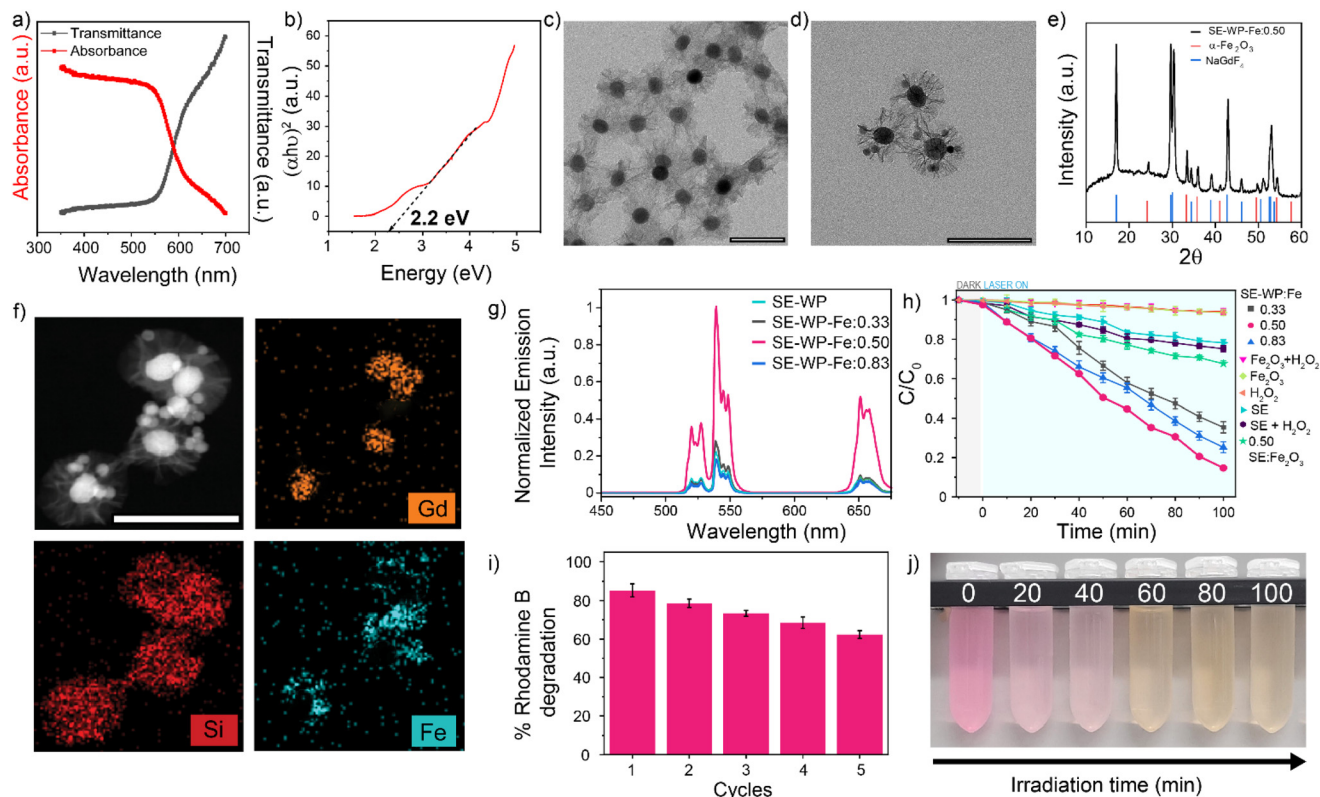 a)
Transmittance
Absorbance
Absorbance (a.u.)
Transmittance (a.u.)
300 400 500 600 700
Wavelength (nm)
b)
(αhυ)² (a.u.)
60
50
40
30
20
10
0
2.2 eV
1 2 3 4 5
Energy (eV)
c)
d)
e)
Intensity (a.u.)
SE-WP-Fe:0.50
α-Fe₂O₃
NaGdF₄
10 20 30 40 50 60
2θ
f)
Gd
Si
Fe
g)
Normalized Emission
Intensity (a.u.)
1
0.8
0.6
0.4
0.2
0
SE-WP
SE-WP-Fe:0.33
SE-WP-Fe:0.50
SE-WP-Fe:0.83
450 500 550 600 650
Wavelength (nm)
h)
DARK LASER ON
C/C₀
1
0.8
0.6
0.4
0.2
0
0 20 40 60 80 100
Time (min)
SE-WP:Fe
0.33
0.50
0.83
Fe₂O₃+H₂O₂
Fe₂O₃
H₂O₂
SE
SE + H₂O₂
0.50
SE:Fe₂O₃
i)
% Rhodamine B
degradation
100
80
60
40
20
0
1 2 3 4 5
Cycles
j)
0 20 40 60 80 100
Irradiation time (min)